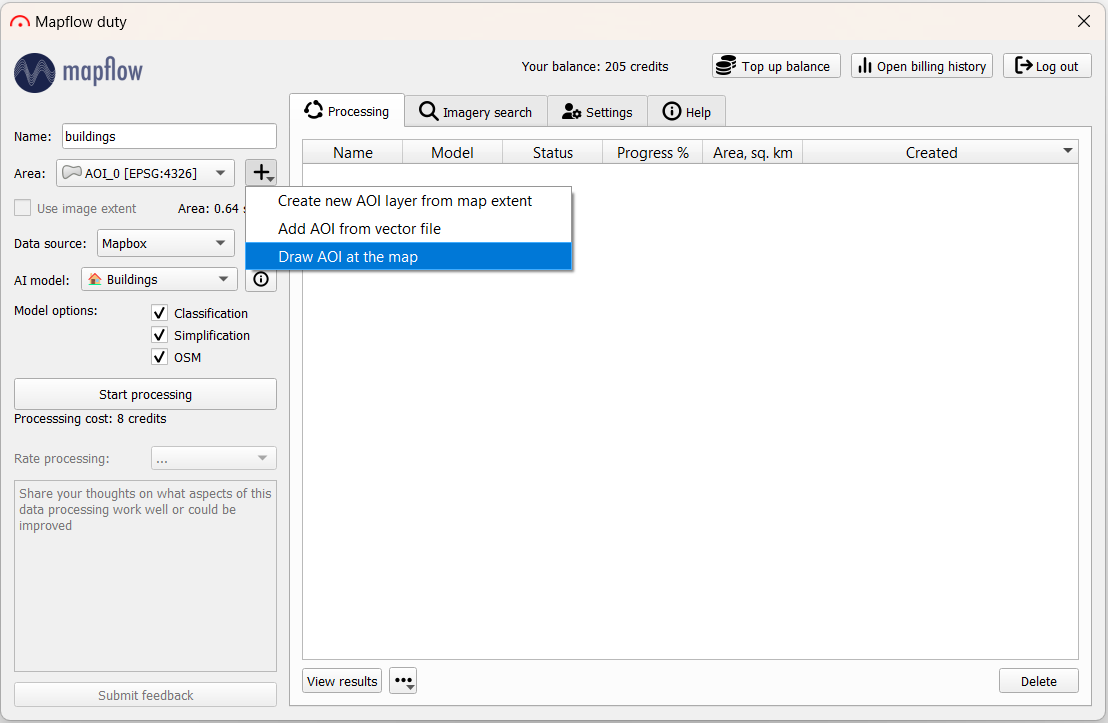 Mapflow duty
mapflow
Your balance: 205 credits
Top up balance
Open billing history
Log out
Processing
Imagery search
Settings
Help
Name:
buildings
Area:
AOI_0 [EPSG:4326]
Use image extent
Area: 0.64
Data source:
Mapbox
AI model:
Buildings
Model options:
Classification
Simplification
OSM
Start processing
Processsing cost: 8 credits
Rate processing:
...
Share your thoughts on what aspects of this
data processing work well or could be
improved
Submit feedback
Create new AOI layer from map extent
Add AOI from vector file
Draw AOI at the map
Name
Model
Status
Progress %
Area, sq. km
Created
View results
Delete